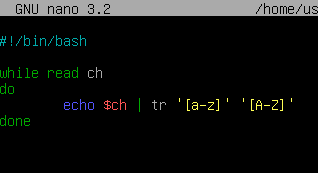 GNU nano 3.2 /home/us
#!/bin/bash
while read ch
do
echo $ch | tr '[a-z]' '[A-Z]'
done